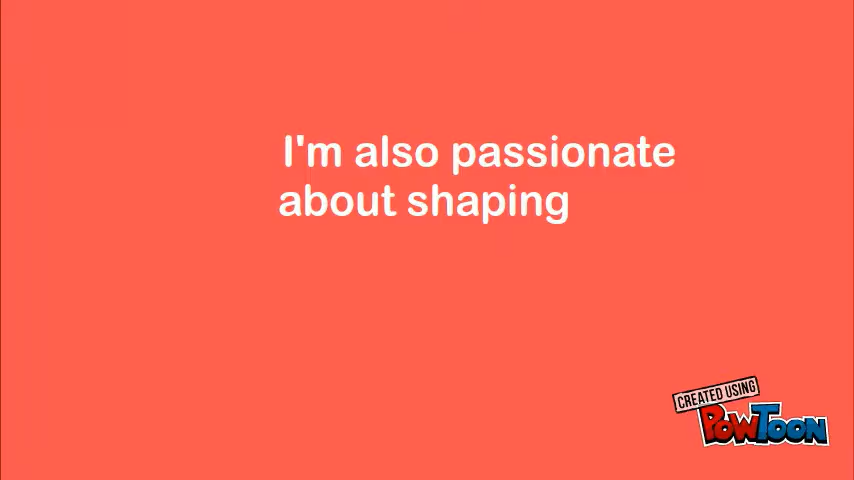 I'm also passionate
about shaping
CREATED USING
POWTOON